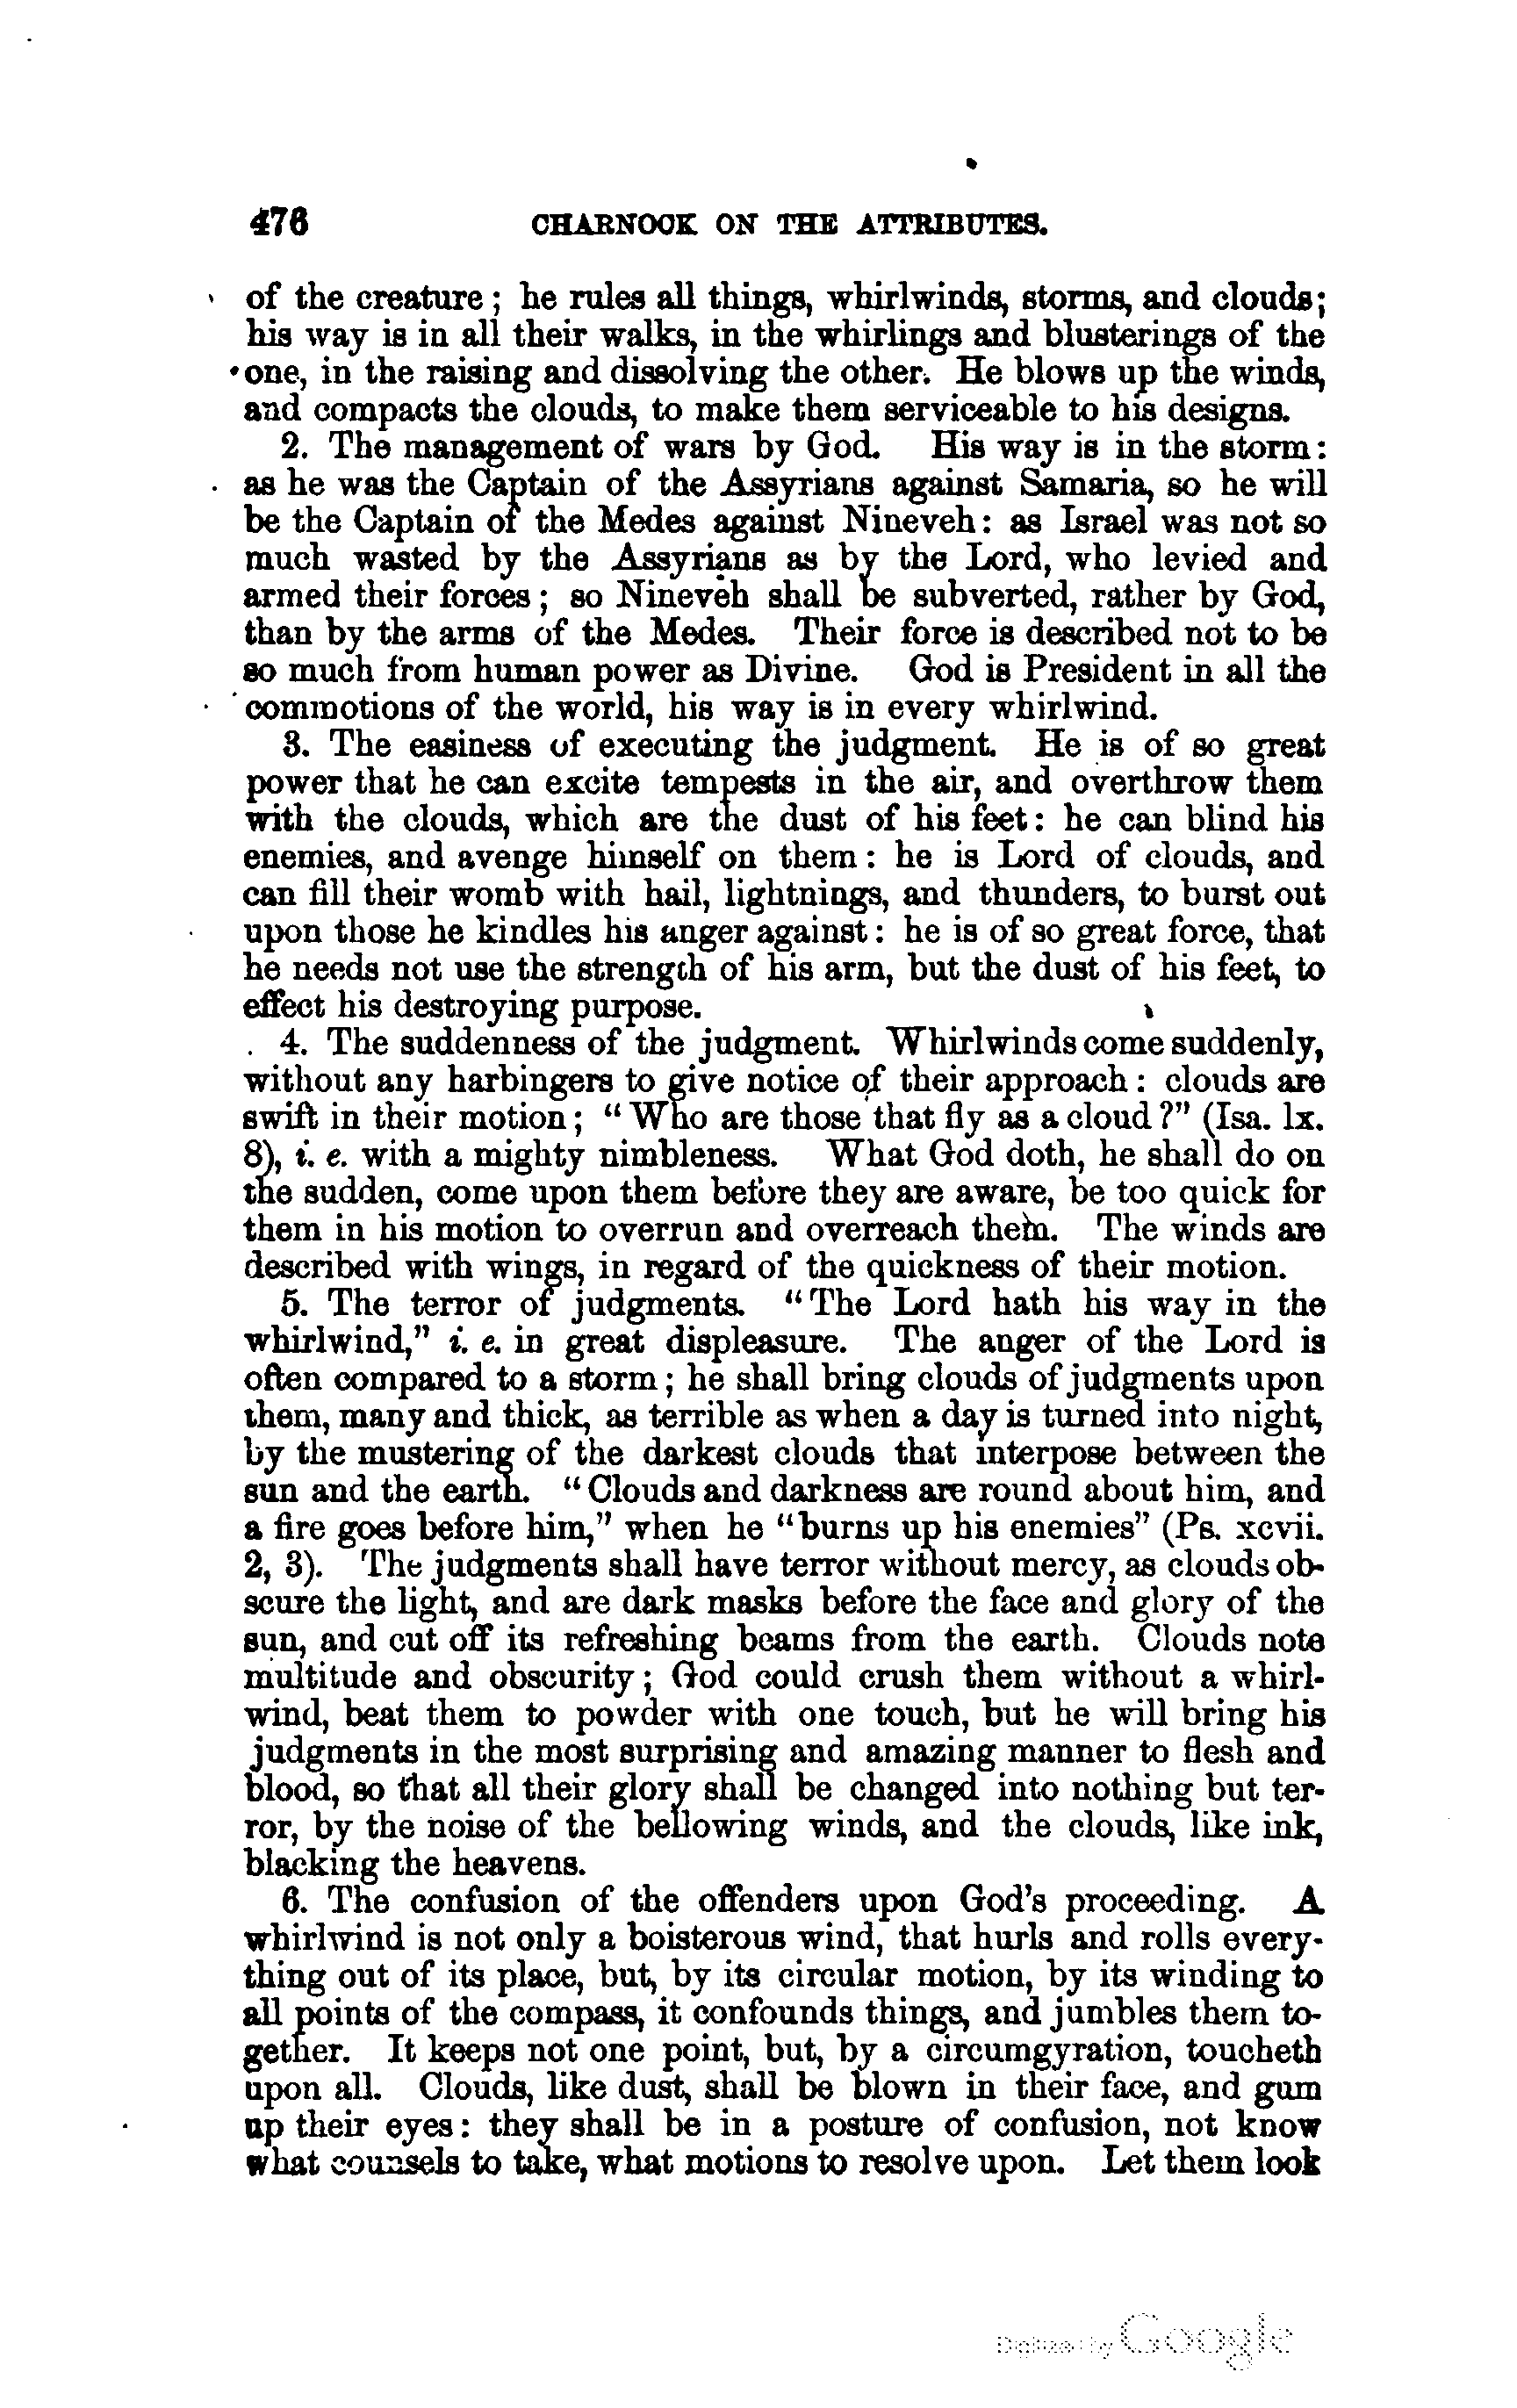 476 CHARNOCK ON THE ATTRIBUTES.
of the creature; he rules all things, whirlwinds, storms, and clouds;
his way is in all their walks, in the whirlings and blusterings of the
one, in the raising and dissolving the other. He blows up the winds,
and compacts the clouds, to make them serviceable to his designs.
2. The management of wars by God. His way is in the storm:
as he was the Captain of the Assyrians against Samaria, so he will
be the Captain of the Medes against Nineveh: as Israel was not so
much wasted by the Assyrians as by the Lord, who levied and
armed their forces; so Nineveh shall be subverted, rather by God,
than by the arms of the Medes. Their force is described not to be
so much from human power as Divine. God is President in all the
commotions of the world, his way is in every whirlwind.
3. The easiness of executing the judgment. He is of so great
power that he can excite tempests in the air, and overthrow them
with the clouds, which are the dust of his feet: he can blind his
enemies, and avenge himself on them: he is Lord of clouds, and
can fill their womb with hail, lightnings, and thunders, to burst out
upon those he kindles his anger against: he is of so great force, that
he needs not use the strength of his arm, but the dust of his feet, to
effect his destroying purpose.
4. The suddenness of the judgment. Whirlwinds come suddenly,
without any harbingers to give notice of their approach: clouds are
swift in their motion; "Who are those that fly as a cloud?" (Isa. lx.
8), i. e. with a mighty nimbleness. What God doth, he shall do on
the sudden, come upon them before they are aware, be too quick for
them in his motion to overrun and overreach them. The winds are
described with wings, in regard of the quickness of their motion.
5. The terror of judgments. "The Lord hath his way in the
whirlwind," i. e. in great displeasure. The anger of the Lord is
often compared to a storm; he shall bring clouds of judgments upon
them, many and thick, as terrible as when a day is turned into night,
by the mustering of the darkest clouds that interpose between the
sun and the earth. "Clouds and darkness are round about him, and
a fire goes before him," when he "burns up his enemies" (Ps. xcvii.
2, 3). The judgments shall have terror without mercy, as clouds ob-
scure the light, and are dark masks before the face and glory of the
sun, and cut off its refreshing beams from the earth. Clouds note
multitude and obscurity; God could crush them without a whirl-
wind, beat them to powder with one touch, but he will bring his
judgments in the most surprising and amazing manner to flesh and
blood, so that all their glory shall be changed into nothing but ter-
ror, by the noise of the bellowing winds, and the clouds, like ink,
blacking the heavens.
6. The confusion of the offenders upon God's proceeding. A
whirlwind is not only a boisterous wind, that hurls and rolls every-
thing out of its place, but, by its circular motion, by its winding to
all points of the compass, it confounds things, and jumbles them to-
gether. It keeps not one point, but, by a circumgyration, toucheth
upon all. Clouds, like dust, shall be blown in their face, and gum
up their eyes: they shall be in a posture of confusion, not know
what counsels to take, what motions to resolve upon. Let them look
Digitized by Google